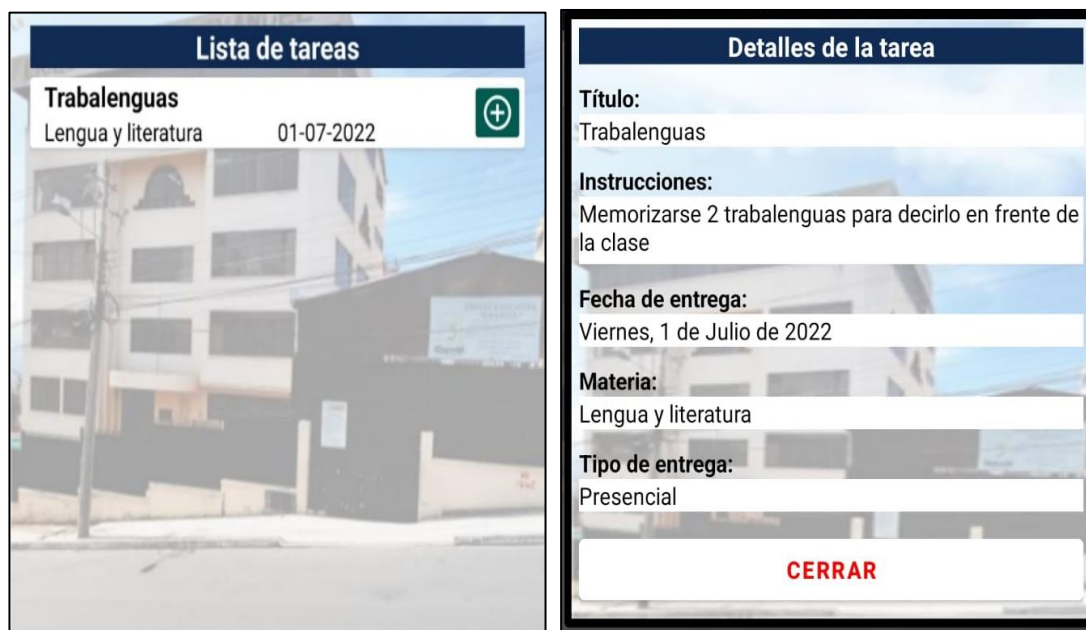 Lista de tareas
Trabalenguas
Lengua y literatura 01-07-2022
Detalles de la tarea
Título:
Trabalenguas
Instrucciones:
Memorizarse 2 trabalenguas para decirlo en frente de
la clase
Fecha de entrega:
Viernes, 1 de Julio de 2022
Materia:
Lengua y literatura
Tipo de entrega:
Presencial
CERRAR